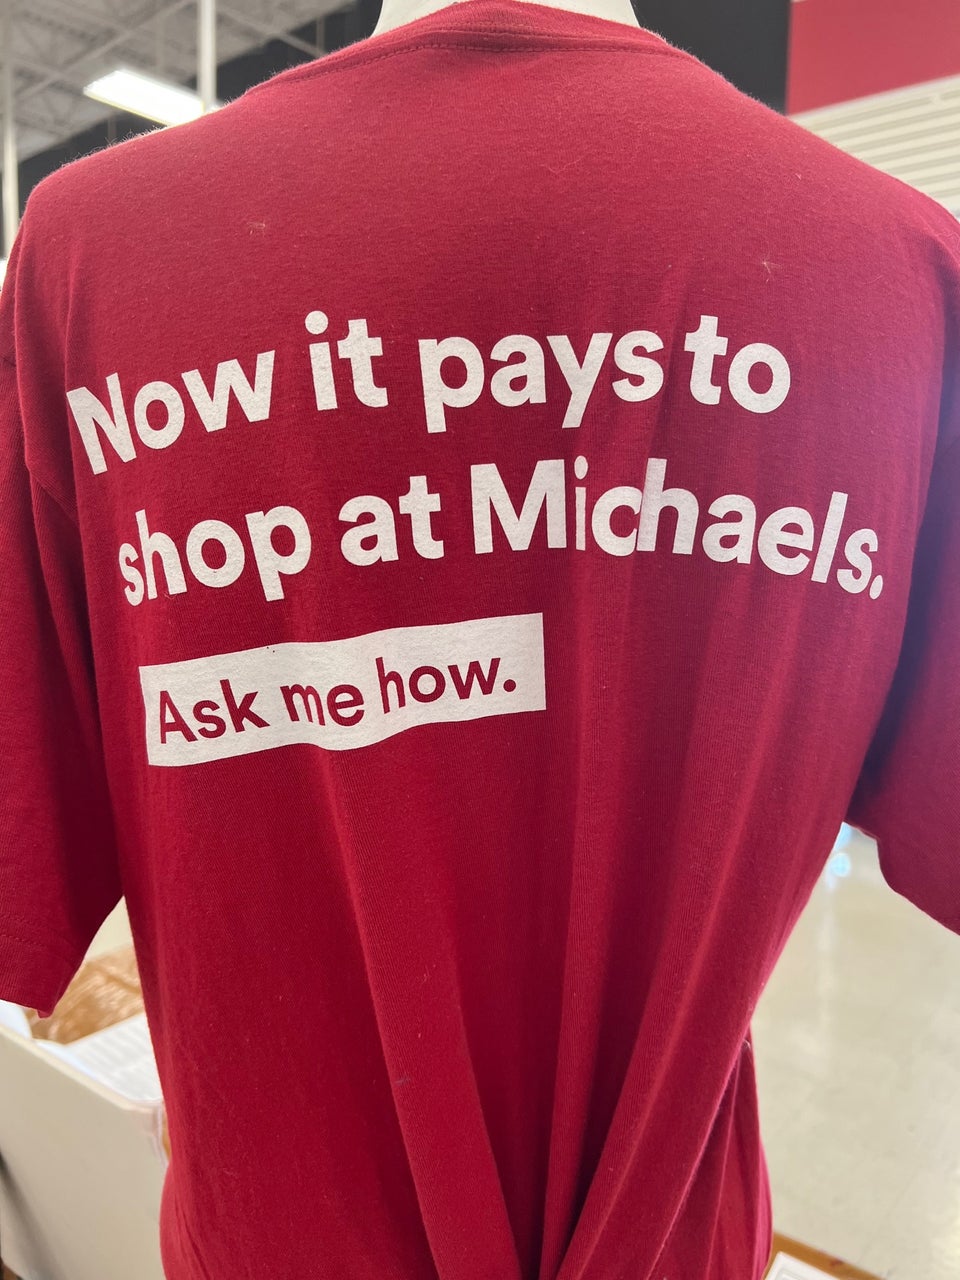 Now it pays to
shop at Michaels.
Ask me how.